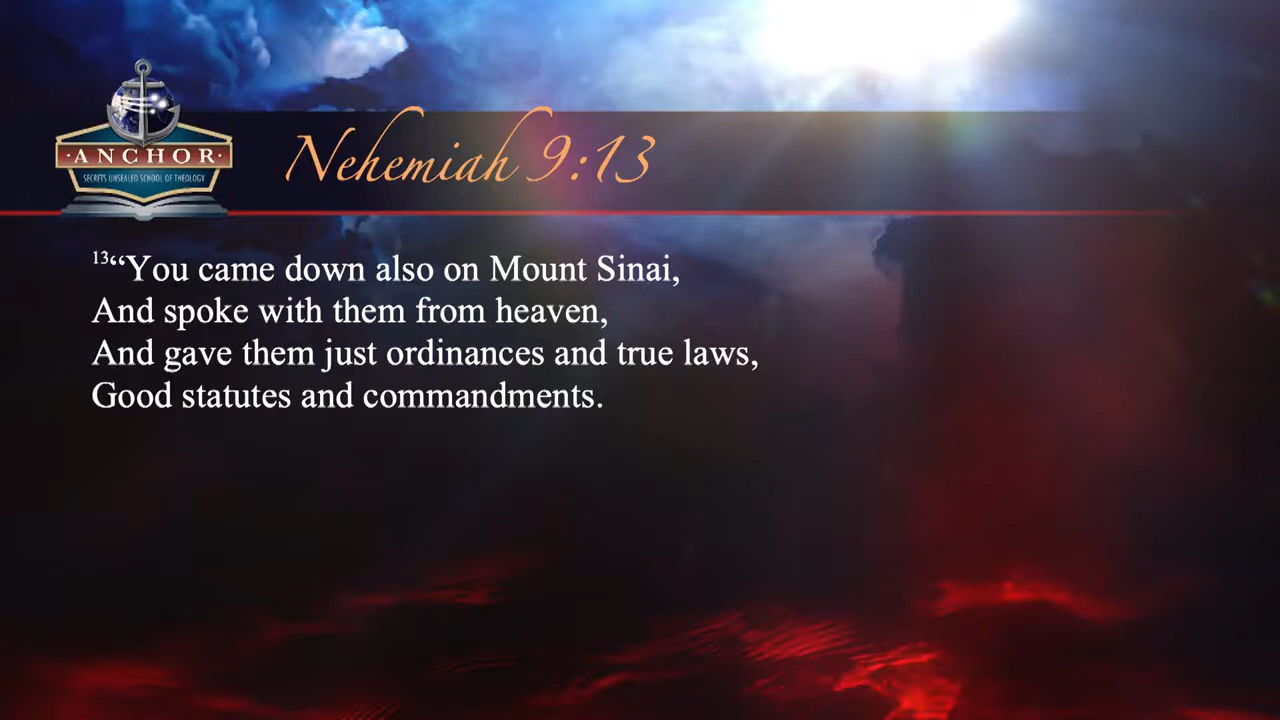 ·ANCHOR·
SECRETS UNSEALED SCHOOL OF THEOLOGY
Nehemiah 9:13
13“You came down also on Mount Sinai,
And spoke with them from heaven,
And gave them just ordinances and true laws,
Good statutes and commandments.